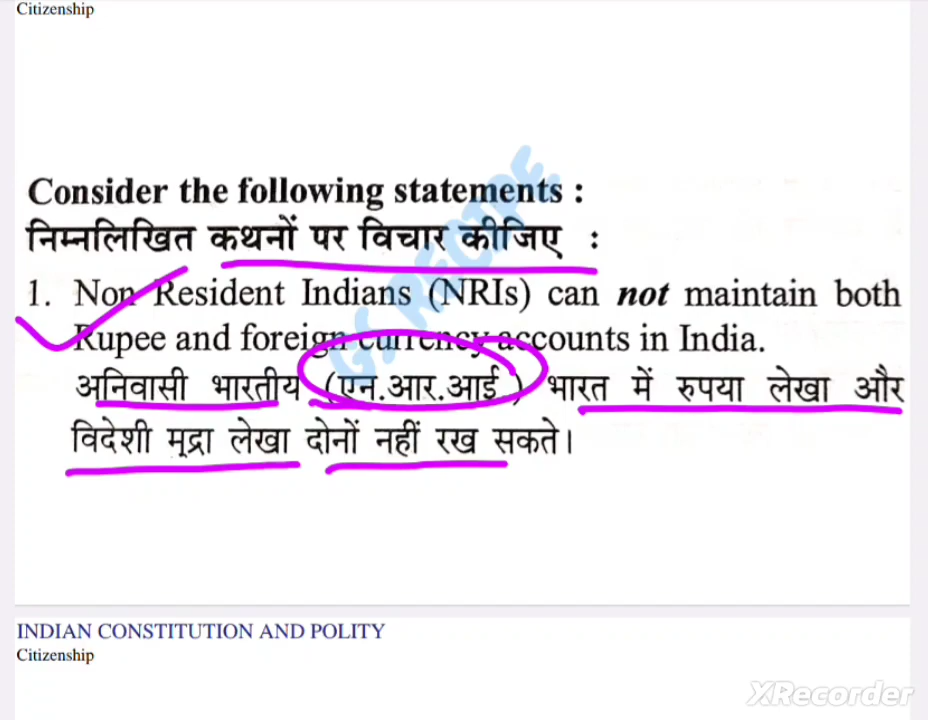 Citizenship
Consider the following statements :
निम्नलिखित कथनों पर विचार कीजिए :
1. Non Resident Indians (NRIs) can not maintain both
Rupee and foreign currency accounts in India.
अनिवासी भारतीय (एन.आर.आई ) भारत में रुपया लेखा और
विदेशी मुद्रा लेखा दोनों नहीं रख सकते।
GS RECIPE
INDIAN CONSTITUTION AND POLITY
Citizenship
XRecorder